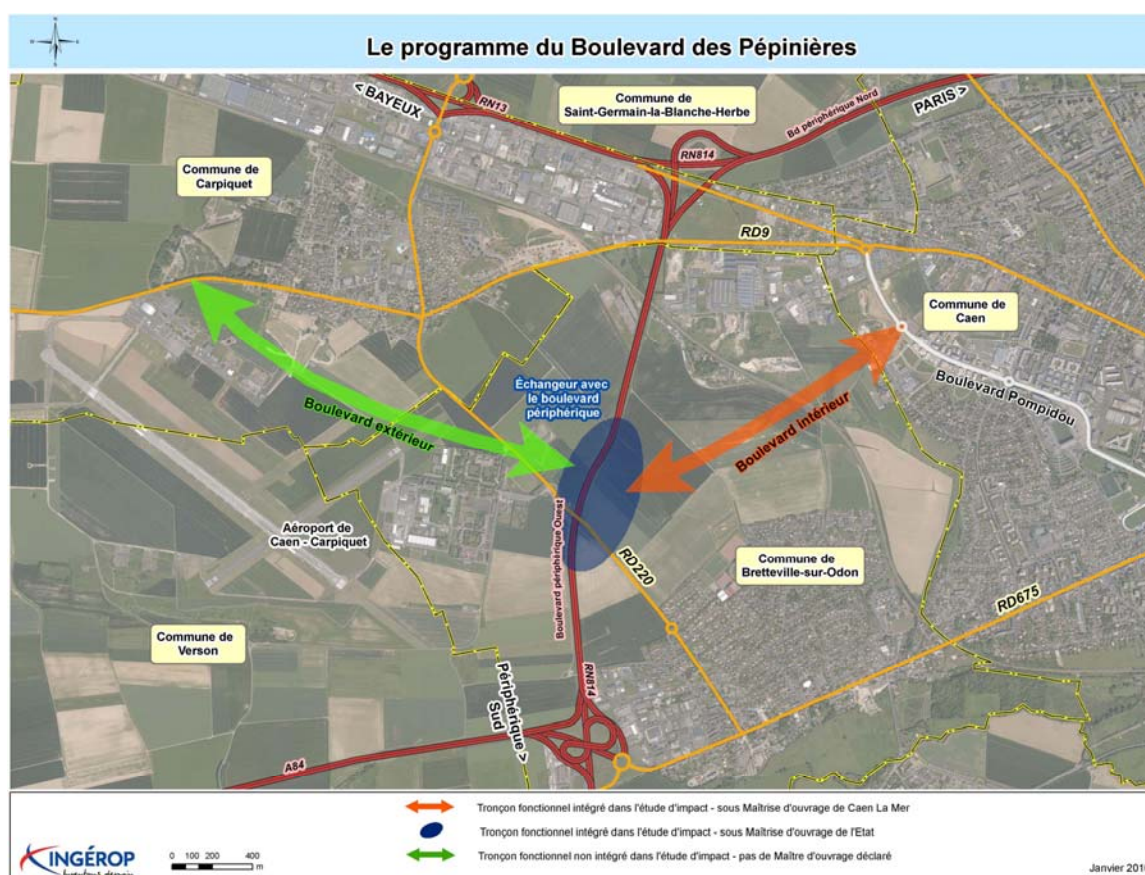 Le programme du Boulevard des Pépinières
N
W
E
S
< BAYEUX
RN13
Commune de
Saint-Germain-la-Blanche-Herbe
Bd périphérique Nord
PARIS >
RN814
Commune de
Carpiquet
RD9
Commune de
Caen
Échangeur avec
le boulevard
périphérique
Boulevard extérieur
Boulevard intérieur
Boulevard Pompidou
Aéroport de
Caen - Carpiquet
Boulevard périphérique Ouest
RD220
Commune de
Bretteville-sur-Odon
RD675
Commune de
Verson
Périphérique >
Sud
RN814
A84
Tronçon fonctionnel intégré dans l'étude d'impact - sous Maîtrise d'ouvrage de Caen La Mer
Tronçon fonctionnel intégré dans l'étude d'impact - sous Maîtrise d'ouvrage de l'Etat
Tronçon fonctionnel non intégré dans l'étude d'impact - pas de Maître d'ouvrage déclaré
INGÉROP
0 100 200 400
m
Janvier 201